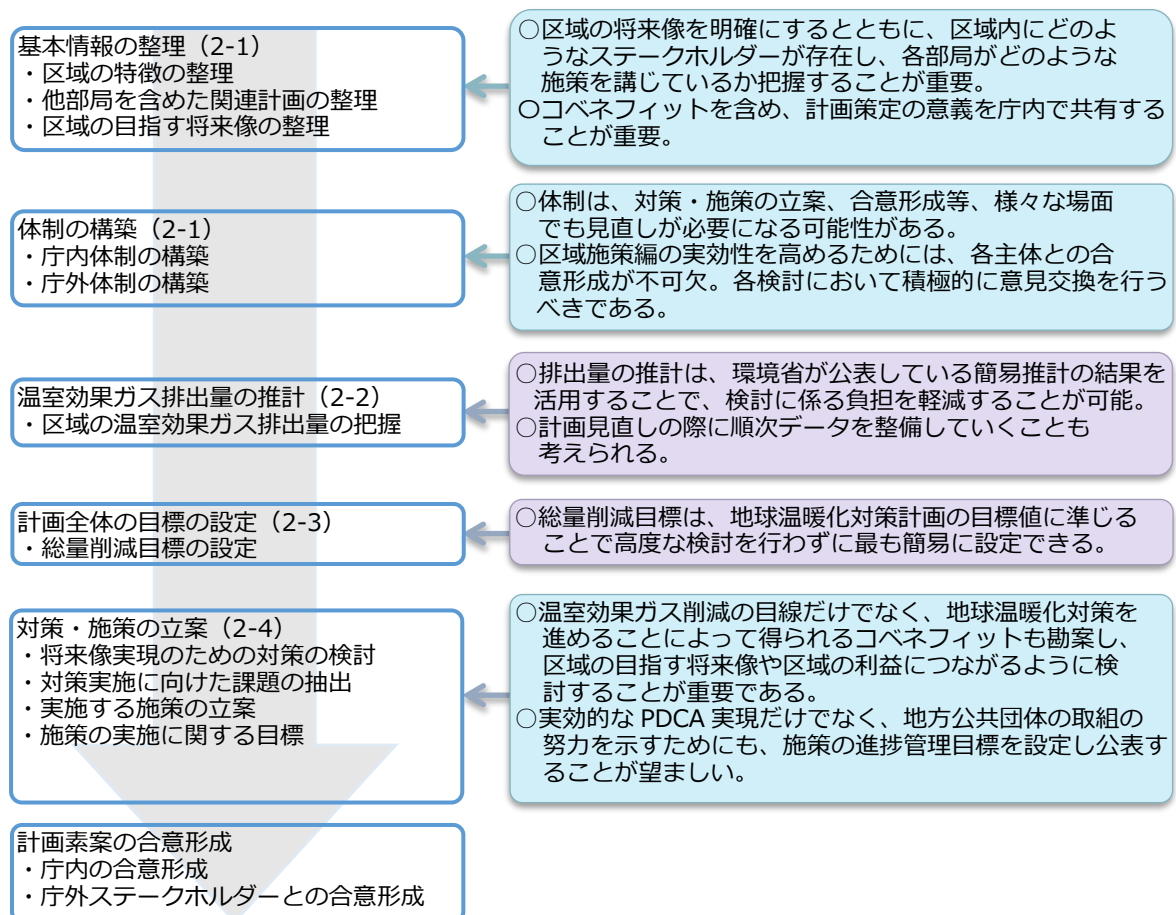 基本情報の整理（2-1）
・区域の特徴の整理
・他部局を含めた関連計画の整理
・区域の目指す将来像の整理
○区域の将来像を明確にするとともに、区域内にどのよ
うなステークホルダーが存在し、各部局がどのような
施策を講じているか把握することが重要。
○コベネフィットを含め、計画策定の意義を庁内で共有する
ことが重要。
体制の構築（2-1）
・庁内体制の構築
・庁外体制の構築
○体制は、対策・施策の立案、合意形成等、様々な場面
でも見直しが必要になる可能性がある。
○区域施策編の実効性を高めるためには、各主体との合
意形成が不可欠。各検討において積極的に意見交換を行う
べきである。
温室効果ガス排出量の推計（2-2）
・区域の温室効果ガス排出量の把握
○排出量の推計は、環境省が公表している簡易推計の結果を
活用することで、検討に係る負担を軽減することが可能。
○計画見直しの際に順次データを整備していくことも
考えられる。
計画全体の目標の設定（2-3）
・総量削減目標の設定
○総量削減目標は、地球温暖化対策計画の目標値に準じる
ことで高度な検討を行わずに最も簡易に設定できる。
対策・施策の立案（2-4）
・将来像実現のための対策の検討
・対策実施に向けた課題の抽出
・実施する施策の立案
・施策の実施に関する目標
○温室効果ガス削減の目線だけでなく、地球温暖化対策を
進めることによって得られるコベネフィットも勘案し、
区域の目指す将来像や区域の利益につながるように検
討することが重要である。
○実効的な PDCA 実現だけでなく、地方公共団体の取組の
努力を示すためにも、施策の進捗管理目標を設定し公表す
ることが望ましい。
計画素案の合意形成
・庁内の合意形成
・庁外ステークホルダーとの合意形成